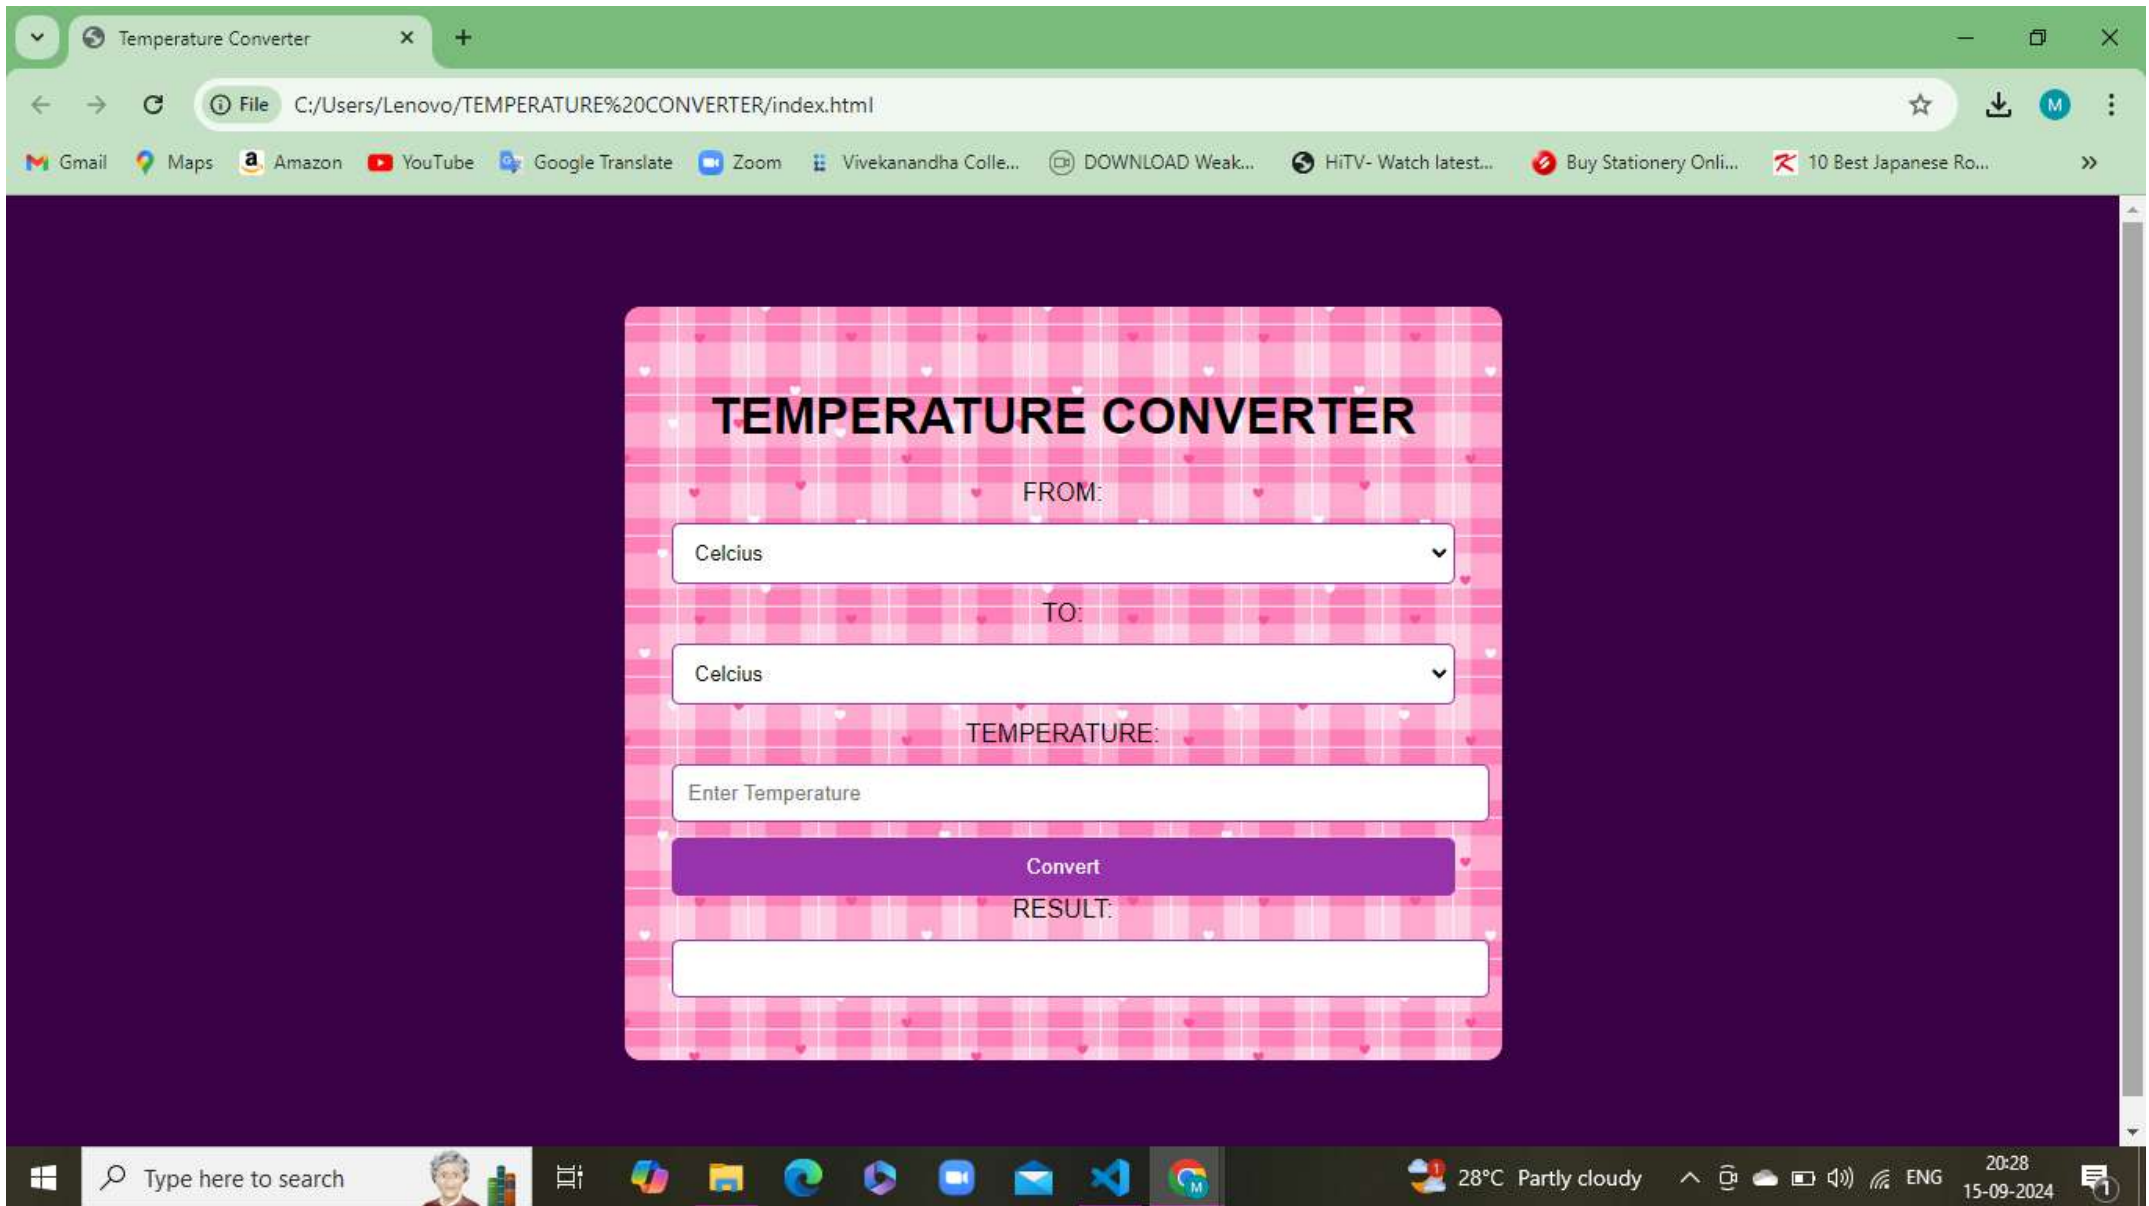 Temperature Converter
File C:/Users/Lenovo/TEMPERATURE%20CONVERTER/index.html M
Gmail Maps Amazon YouTube Google Translate Zoom Vivekanandha Colle... DOWNLOAD Weak... HiTV- Watch latest... Buy Stationery Onli... 10 Best Japanese Ro...
TEMPERATURE CONVERTER
FROM:
Celcius
TO:
Celcius
TEMPERATURE:
Enter Temperature
Convert
RESULT:
Type here to search 28°C Partly cloudy ENG 20:28
15-09-2024